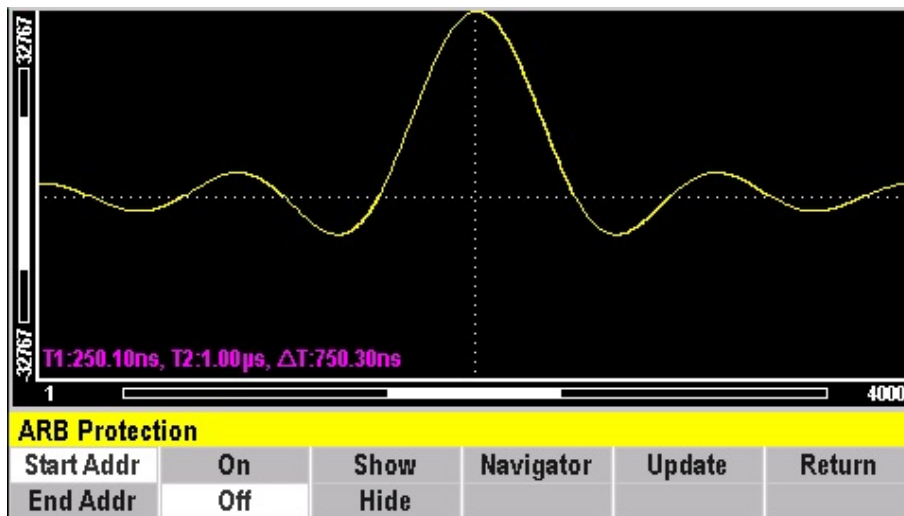 32767
-32767
T1:250.10ns, T2:1.00µs, ΔT:750.30ns
1 4000
ARB Protection
Start Addr On Show Navigator Update Return
End Addr Off Hide